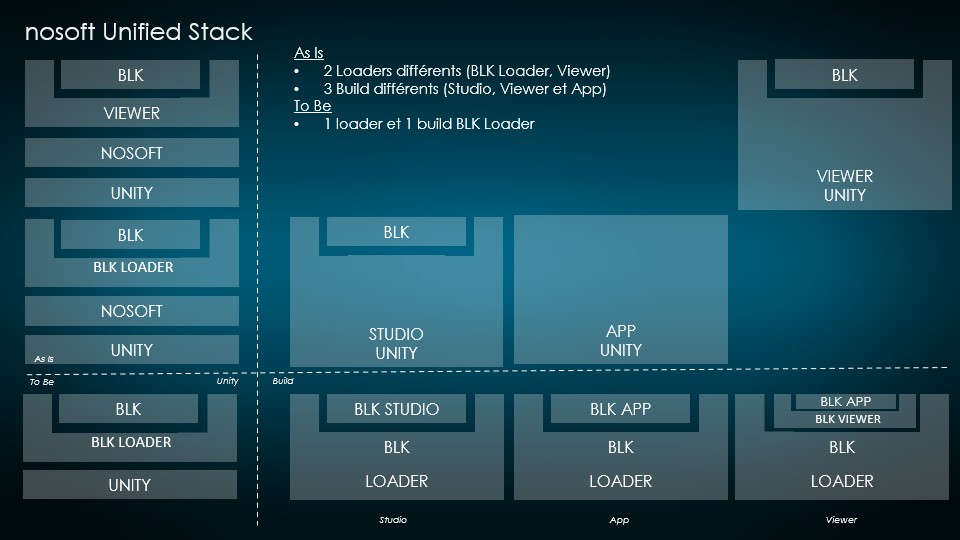 nosoft Unified Stack
As Is
• 2 Loaders différents (BLK Loader, Viewer)
• 3 Build différents (Studio, Viewer et App)
To Be
• 1 loader et 1 build BLK Loader
BLK
VIEWER
NOSOFT
UNITY
BLK
BLK LOADER
NOSOFT
UNITY
As Is
BLK
STUDIO
UNITY
APP
UNITY
BLK
VIEWER
UNITY
To Be
Unity
Build
BLK
BLK LOADER
UNITY
BLK STUDIO
BLK
LOADER
BLK APP
BLK
LOADER
BLK APP
BLK VIEWER
BLK
LOADER
Studio
App
Viewer